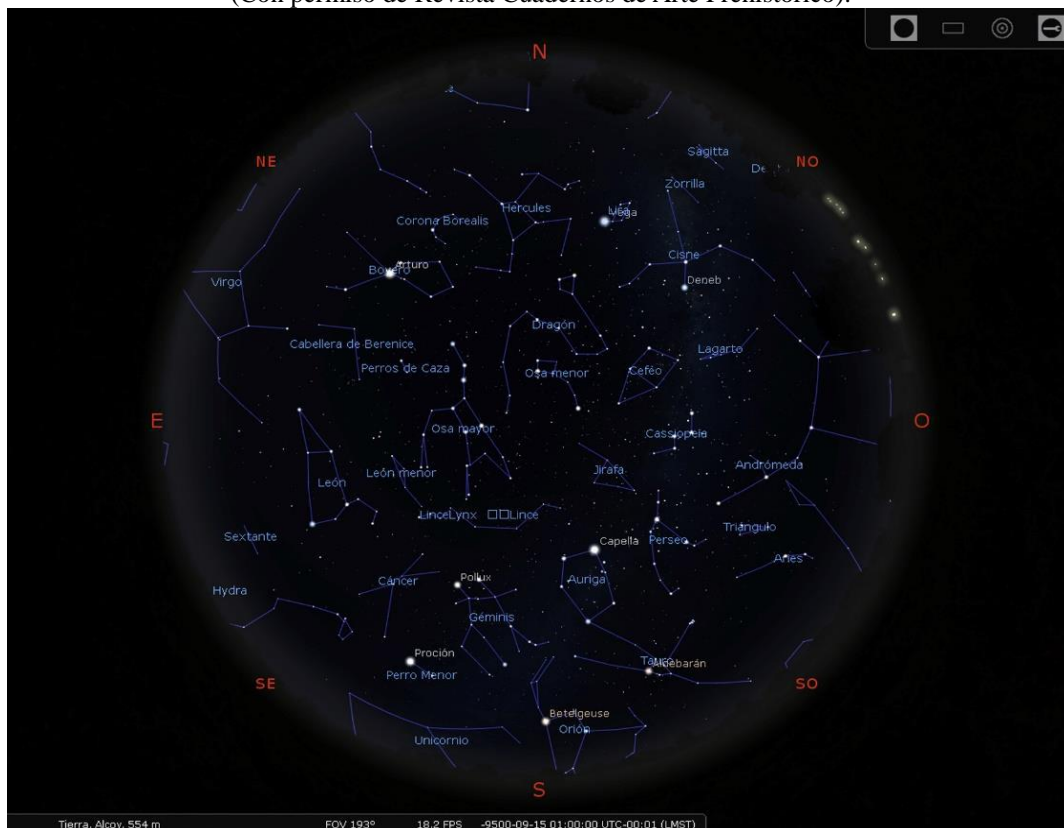 (Con permiso de Revista Cuadernos de Arte Prehistórico).
N
NE
NO
Sagitta
De
Zorrilla
Hércules
Vega
Corona Borealis
Cisne
Arturo
Boyero
Virgo
Deneb
Dragón
Cabellera de Berenice
Lagarto
Perros de Caza
Osa menor
Ceféo
E
O
Osa mayor
Cassiopeia
León menor
Jirafa
Andrómeda
León
LinceLynx
Lince
Triángulo
Sextante
Perseo
Capella
Aries
Cáncer
Pollux
Auriga
Hydra
Géminis
Proción
Tauro
Aldebarán
SE
Perro Menor
SO
Betelgeuse
Orión
Unicornio
S
Tierra, Alcoy, 554 m FOV 193° 18.2 FPS -9500-09-15 01:00:00 UTC-00:01 (LMST)